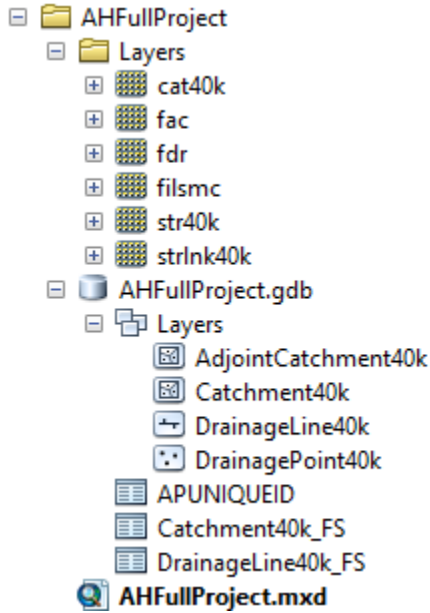 AHFullProject
Layers
cat40k
fac
fdr
filsmc
str40k
strlnk40k
AHFullProject.gdb
Layers
AdjointCatchment40k
Catchment40k
DrainageLine40k
DrainagePoint40k
APUNIQUEID
Catchment40k_FS
DrainageLine40k_FS
AHFullProject.mxd